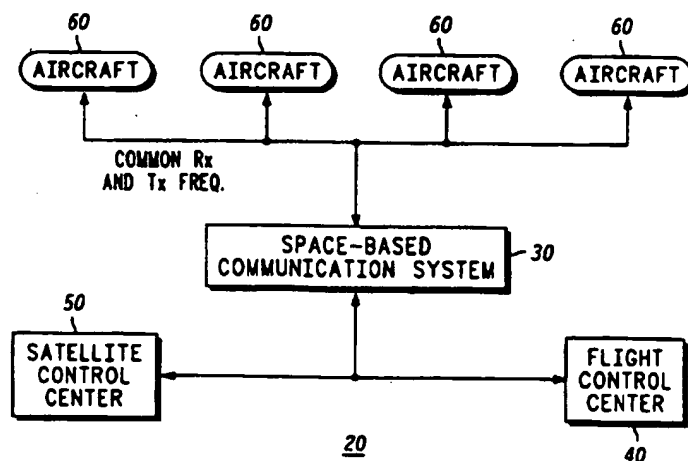 60 60 60 60
AIRCRAFT AIRCRAFT AIRCRAFT AIRCRAFT
COMMON Rx
AND Tx FREQ.
SPACE-BASED
COMMUNICATION SYSTEM
30
50
SATELLITE
CONTROL
CENTER
FLIGHT
CONTROL
CENTER
20
40